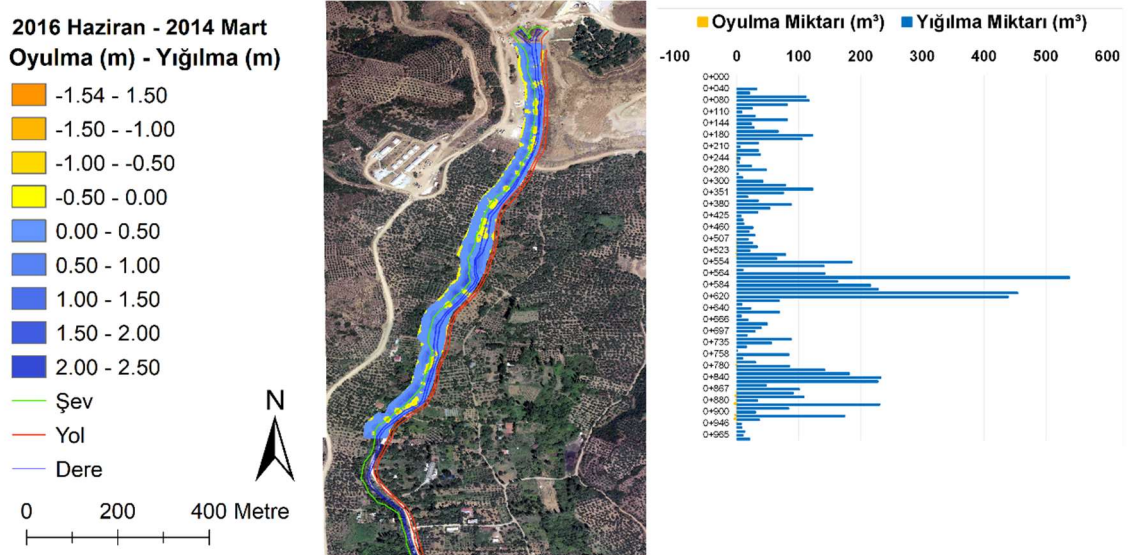 2016 Haziran - 2014 Mart
Oyulma (m) - Yığılma (m)
-1.54 - 1.50
-1.50 - -1.00
-1.00 - -0.50
-0.50 - 0.00
0.00 - 0.50
0.50 - 1.00
1.00 - 1.50
1.50 - 2.00
2.00 - 2.50
Şev
Yol
Dere
N
0 200 400 Metre
Oyulma Miktarı (m³) Yığılma Miktarı (m³)
-100 0 100 200 300 400 500 600
0+000
0+040
0+080
0+110
0+144
0+180
0+210
0+244
0+280
0+300
0+351
0+380
0+425
0+460
0+507
0+523
0+554
0+564
0+584
0+620
0+640
0+666
0+697
0+735
0+758
0+780
0+840
0+867
0+880
0+900
0+946
0+965